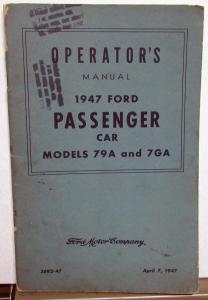 OPERATOR'S
MANUAL
1947 FORD
PASSENGER
CAR
MODELS 79A and 7GA
Ford Motor Company
April 7, 1947